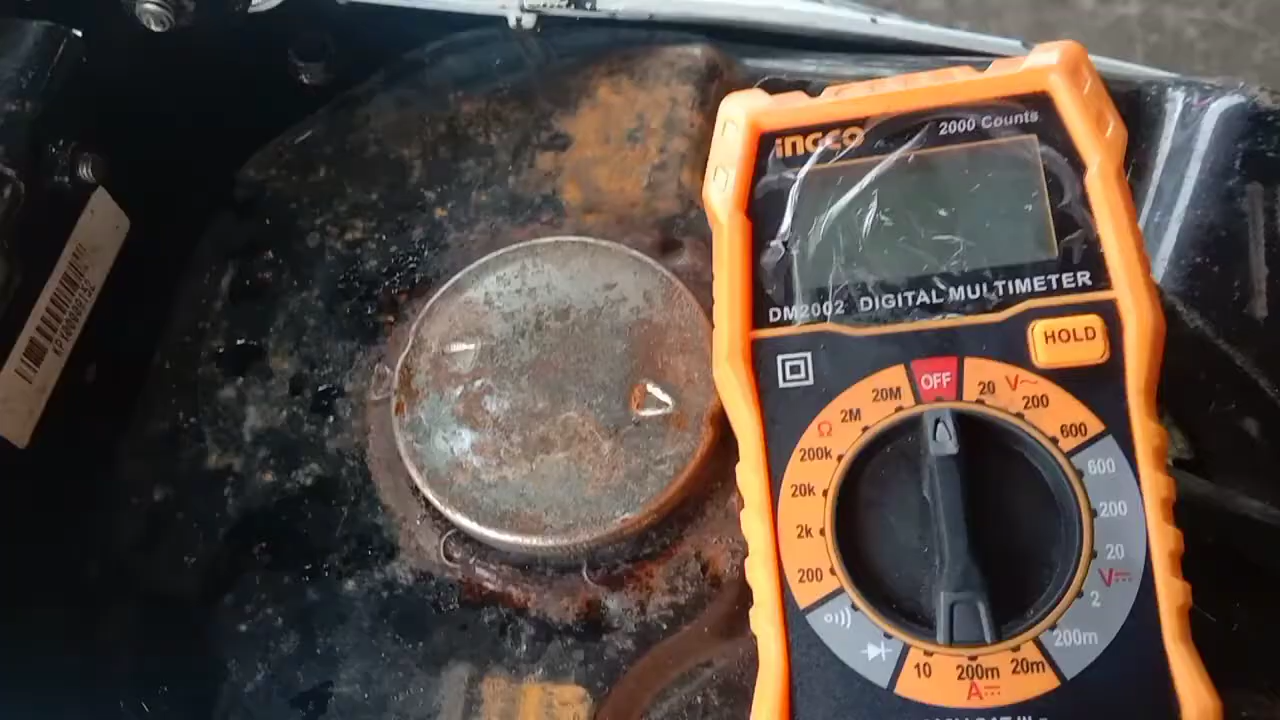 INGCO
2000 Counts
DM2002 DIGITAL MULTIMETER
HOLD
OFF
20 V~
200
600
600
200
20
V⎓
2
200m
20m
200m
10
A⎓
200
2k
20k
200k
Ω
2M
20M